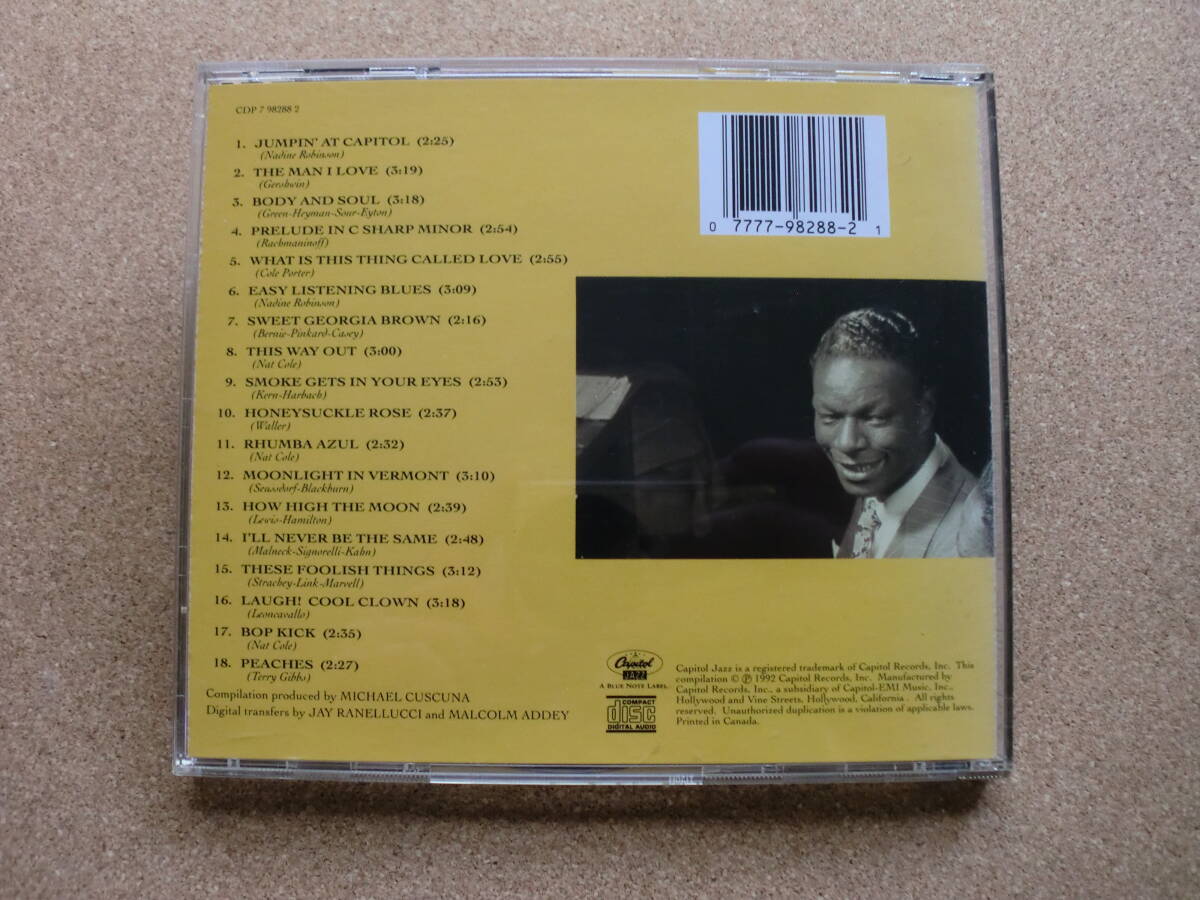 CDP 7 98288 2
1. JUMPIN' AT CAPITOL (2:25)
(Nadine Robinson)
2. THE MAN I LOVE (3:19)
(Gershwin)
3. BODY AND SOUL (3:18)
(Green-Heyman-Sour-Eyton)
4. PRELUDE IN C SHARP MINOR (2:54)
(Rachmaninoff)
5. WHAT IS THIS THING CALLED LOVE (2:55)
(Cole Porter)
6. EASY LISTENING BLUES (3:09)
(Nadine Robinson)
7. SWEET GEORGIA BROWN (2:16)
(Bernie-Pinkard-Casey)
8. THIS WAY OUT (3:00)
(Nat Cole)
9. SMOKE GETS IN YOUR EYES (2:53)
(Kern-Harbach)
10. HONEYSUCKLE ROSE (2:37)
(Waller)
11. RHUMBA AZUL (2:32)
(Nat Cole)
12. MOONLIGHT IN VERMONT (3:10)
(Seussdorf-Blackburn)
13. HOW HIGH THE MOON (2:39)
(Lewis-Hamilton)
14. I'LL NEVER BE THE SAME (2:48)
(Malneck-Signorelli-Kahn)
15. THESE FOOLISH THINGS (3:12)
(Strachey-Link-Marvell)
16. LAUGH! COOL CLOWN (3:18)
(Leoncavallo)
17. BOP KICK (2:35)
(Nat Cole)
18. PEACHES (2:27)
(Terry Gibbs)
Compilation produced by MICHAEL CUSCUNA
Digital transfers by JAY RANELLUCCI and MALCOLM ADDEY
0 7777-98288-2 1
Capitol
JAZZ
A BLUE NOTE LABEL
COMPACT
disc
DIGITAL AUDIO
Capitol Jazz is a registered trademark of Capitol Records, Inc. This
compilation © ℗ 1992 Capitol Records, Inc. Manufactured by
Capitol Records, Inc., a subsidiary of Capitol-EMI Music, Inc.,
Hollywood and Vine Streets, Hollywood, California. All rights
reserved. Unauthorized duplication is a violation of applicable laws.
Printed in Canada.